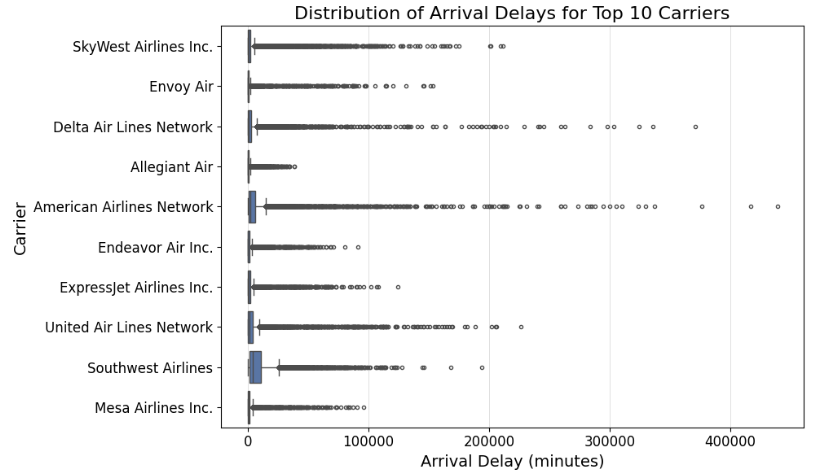 Distribution of Arrival Delays for Top 10 Carriers
Carrier
SkyWest Airlines Inc.
Envoy Air
Delta Air Lines Network
Allegiant Air
American Airlines Network
Endeavor Air Inc.
ExpressJet Airlines Inc.
United Air Lines Network
Southwest Airlines
Mesa Airlines Inc.
0 100000 200000 300000 400000
Arrival Delay (minutes)